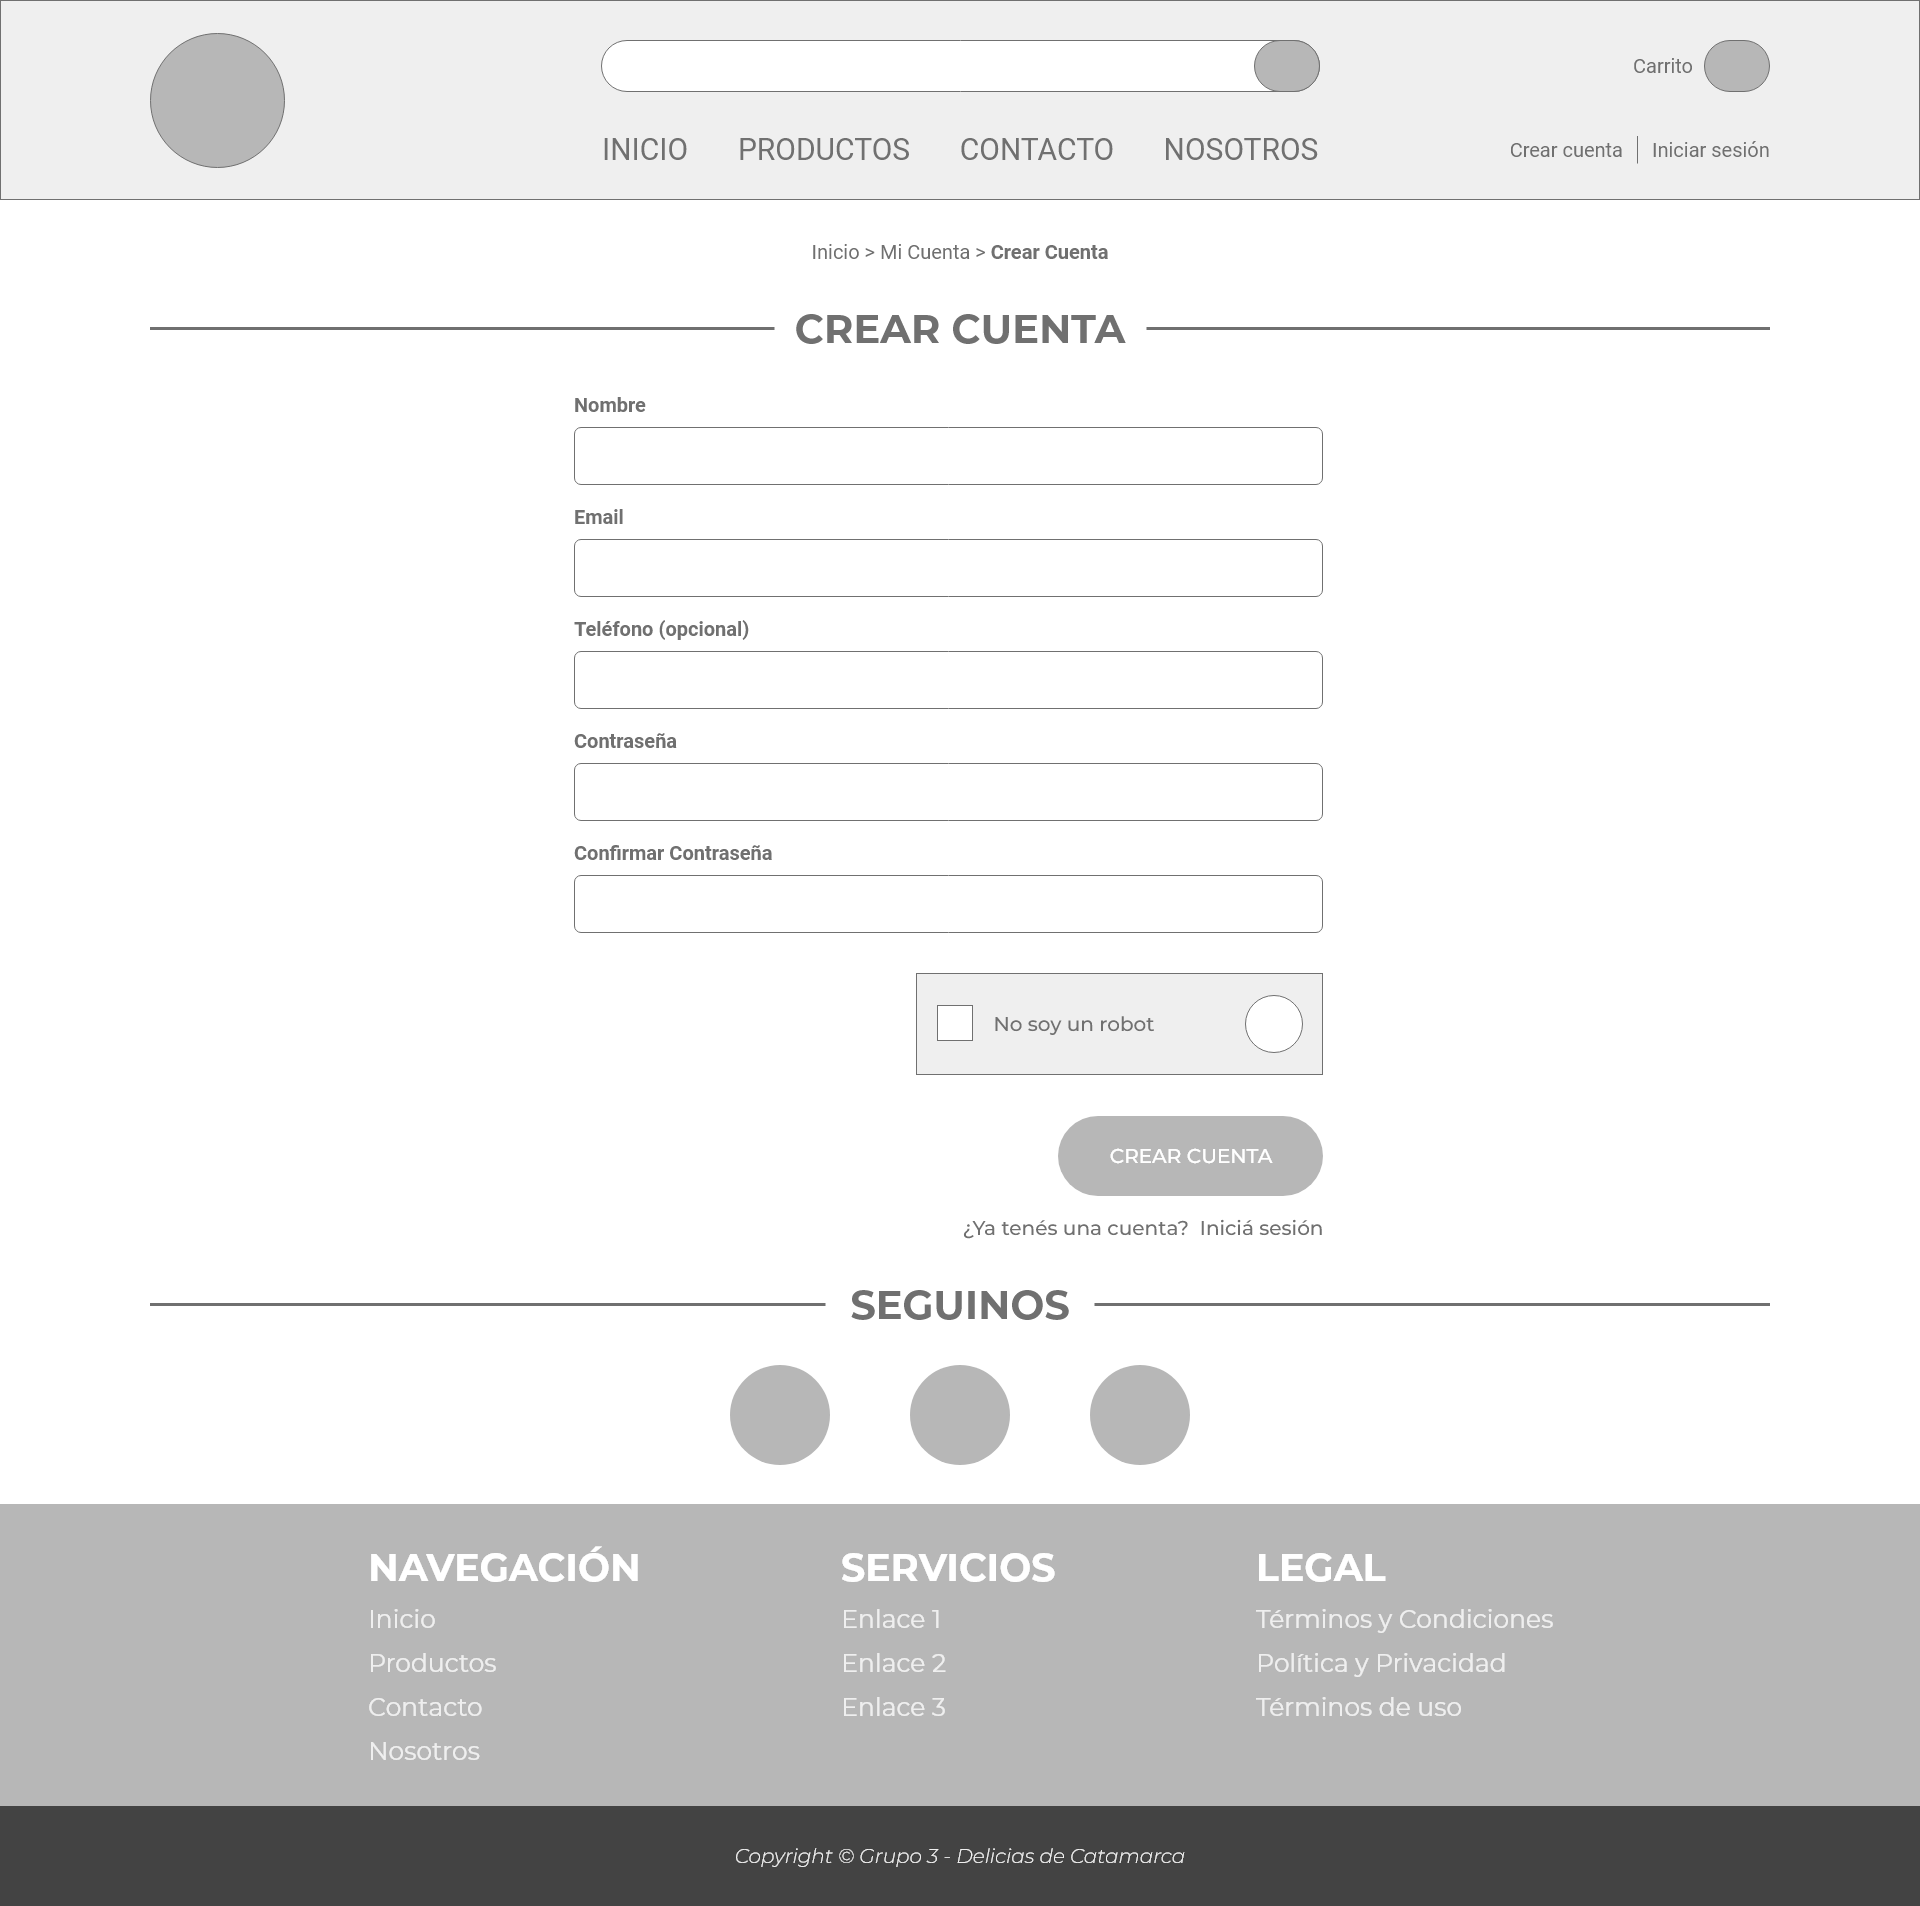 Carrito
INICIO PRODUCTOS CONTACTO NOSOTROS
Crear cuenta | Iniciar sesión
Inicio > Mi Cuenta > Crear Cuenta
CREAR CUENTA
Nombre
Email
Teléfono (opcional)
Contraseña
Confirmar Contraseña
No soy un robot
CREAR CUENTA
¿Ya tenés una cuenta? Iniciá sesión
SEGUINOS
NAVEGACIÓN
Inicio
Productos
Contacto
Nosotros
SERVICIOS
Enlace 1
Enlace 2
Enlace 3
LEGAL
Términos y Condiciones
Política y Privacidad
Términos de uso
Copyright © Grupo 3 - Delicias de Catamarca